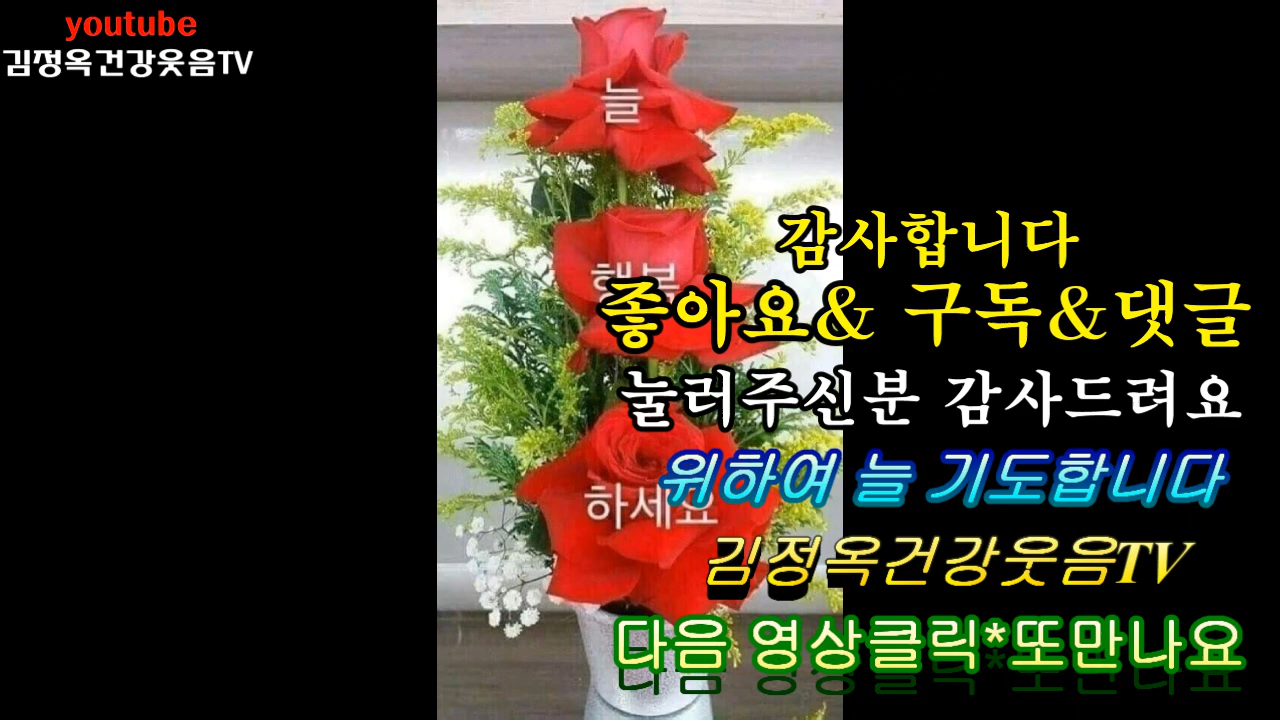 youtube
김정옥건강웃음TV
늘
행복
하세요
감사합니다
좋아요& 구독&댓글
눌러주신분 감사드려요
위하여 늘 기도합니다
김정옥건강웃음TV
다음 영상클릭*또만나요